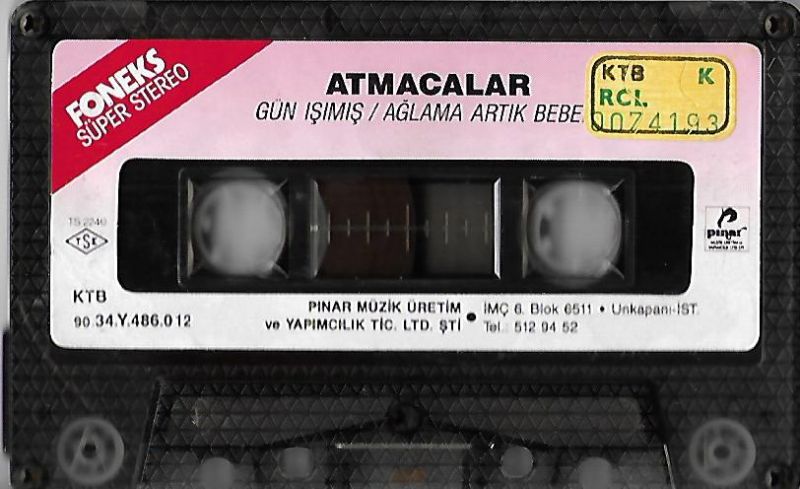 FONEKS
SÜPER STEREO
ATMACALAR
GÜN IŞIMIŞ / AĞLAMA ARTIK BEBE
KTB K
RCL.
0074193
TS 2240
TSK
pınar
KTB
90.34.Y.486.012
PINAR MÜZİK ÜRETİM
ve YAPIMCILIK TİC. LTD. ŞTİ
● İMÇ 6. Blok 6511 • Unkapanı-İST.
Tel. 512 94 52
A